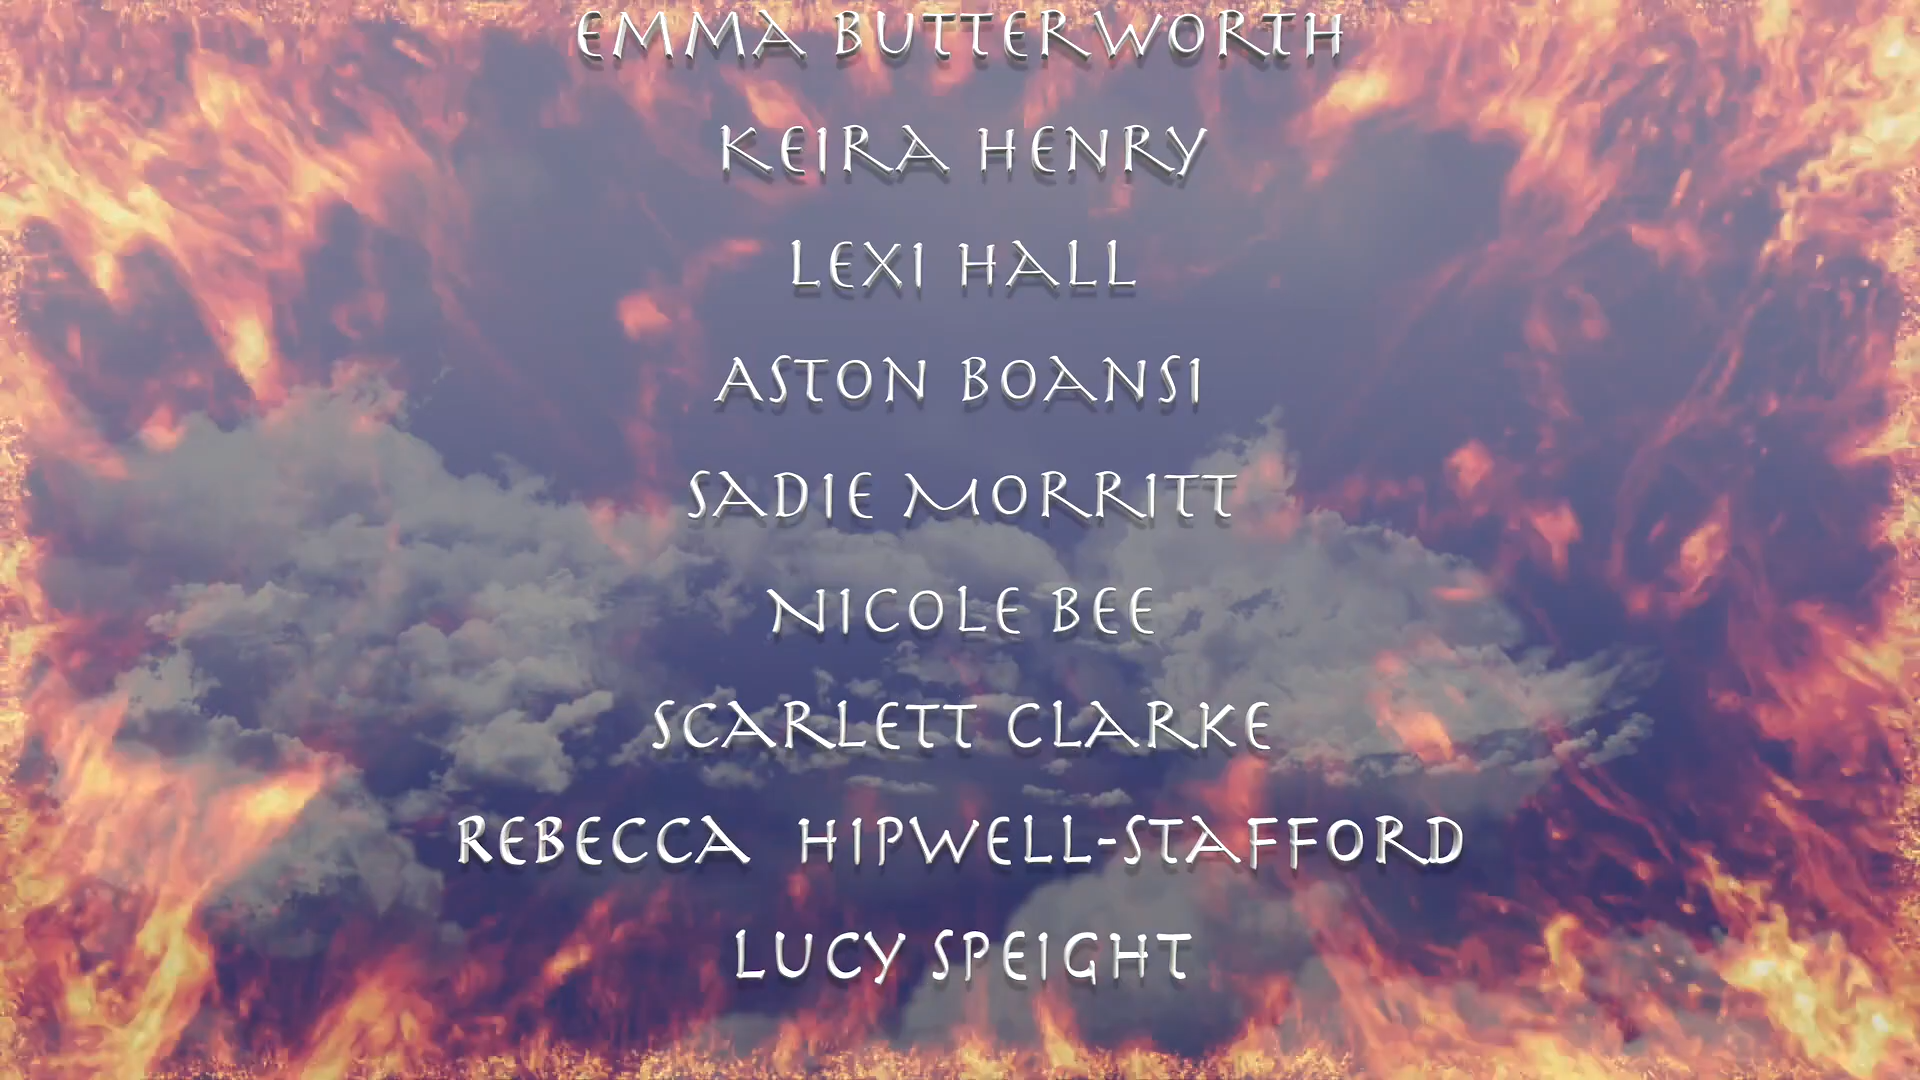 EMMA BUTTERWORTH
KEIRA HENRY
LEXI HALL
ASTON BOANSI
SADIE MORRITT
NICOLE BEE
SCARLETT CLARKE
REBECCA HIPWELL-STAFFORD
LUCY SPEIGHT